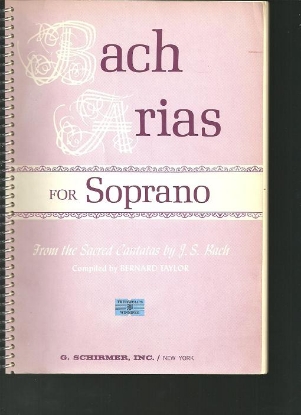 Bach
Arias
FOR Soprano
From the Sacred Cantatas by J. S. Bach
Compiled by BERNARD TAYLOR
G. SCHIRMER, INC. / NEW YORK